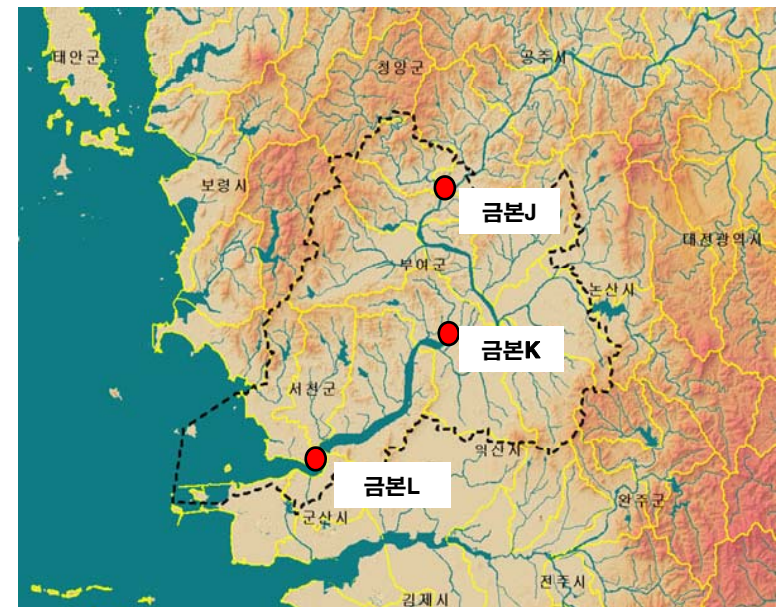 태안군
청양군
공주시
보령시
금본J
대전광역시
부여군
논산시
금본K
서천군
익산시
금본L
완주군
군산시
전주시
김제시